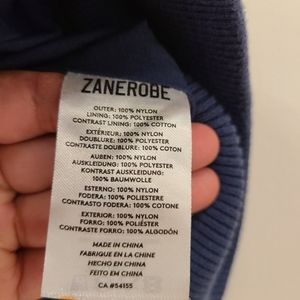 ZANEROBE
OUTER: 100% NYLON
LINING: 100% POLYESTER
CONTRAST LINING: 100% COTTON
EXTÉRIEUR: 100% NYLON
DOUBLURE: 100% POLYESTER
CONTRASTE DOUBLURE: 100% COTON
AUBEN: 100% NYLON
AUSKLEIDUNG: 100% POLYESTER
KONTRAST AUSKLEIDUNG:
100% BAUMWOLLE
ESTERNO: 100% NYLON
FODERA: 100% POLIESTERE
CONTRASTO FODERA: 100% COTONE
EXTERIOR: 100% NYLON
FORRO: 100% POLIÉSTER
CONTRASTE FORRO: 100% ALGODÓN
MADE IN CHINA
FABRIQUE EN LA CHINE
HECHO EN CHINA
FEITO EM CHINA
CA #54155